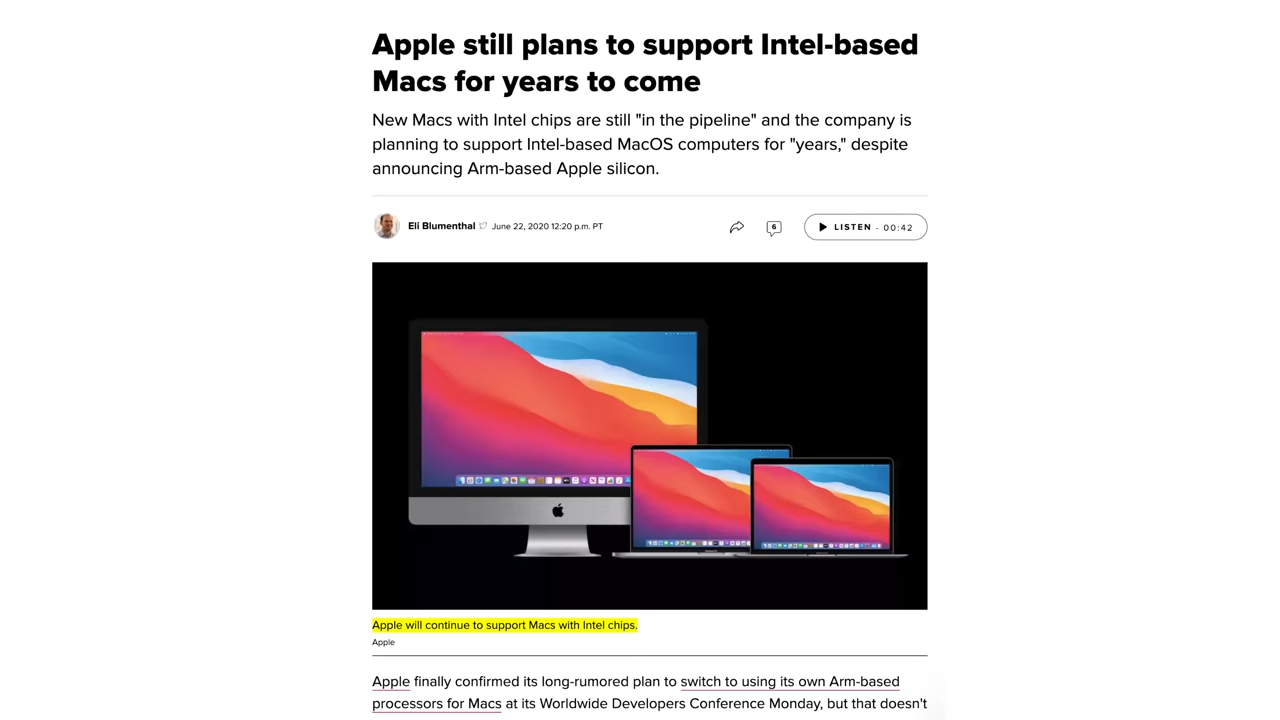 Apple still plans to support Intel-based
Macs for years to come
New Macs with Intel chips are still "in the pipeline" and the company is
planning to support Intel-based MacOS computers for "years," despite
announcing Arm-based Apple silicon.
Eli Blumenthal June 22, 2020 12:20 p.m. PT
6
LISTEN - 00:42
Apple will continue to support Macs with Intel chips.
Apple
Apple finally confirmed its long-rumored plan to switch to using its own Arm-based
processors for Macs at its Worldwide Developers Conference Monday, but that doesn't